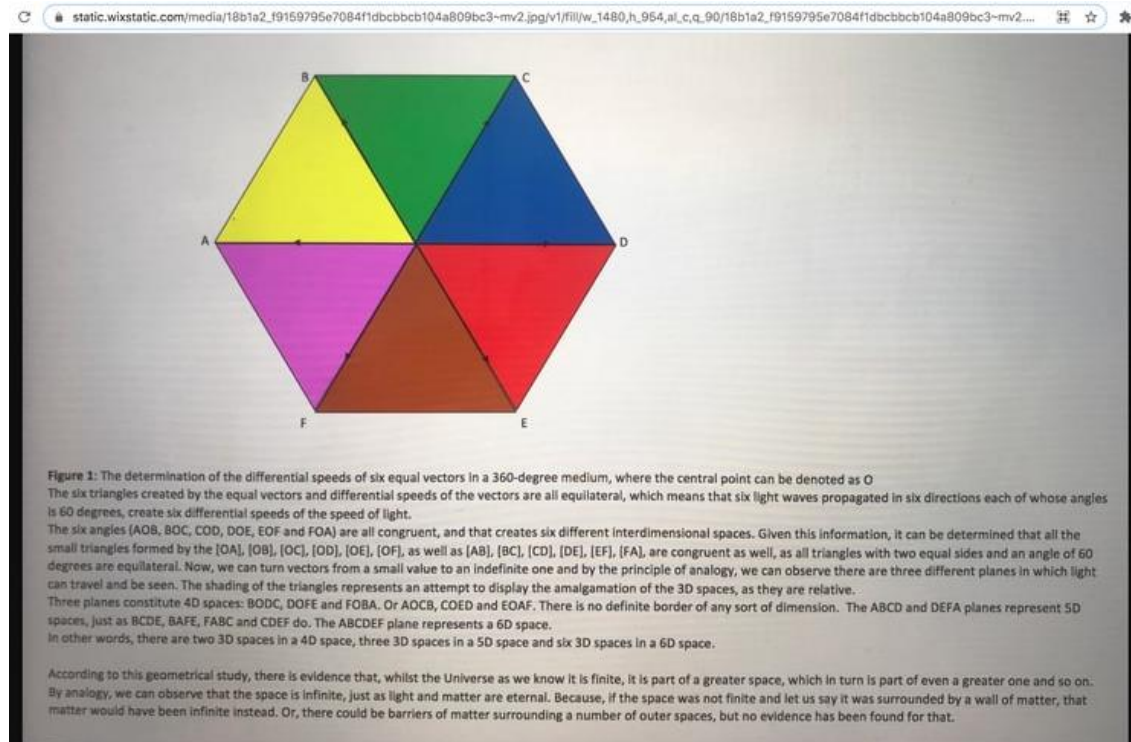 static.wixstatic.com/media/18b1a2_f9159795e7084f1dbcbbcb104a809bc3~mv2.jpg/v1/fill/w_1480,h_954,al_c,q_90/18b1a2_f9159795e7084f1dbcbbcb104a809bc3~mv2....
B
C
A
D
F
E
Figure 1: The determination of the differential speeds of six equal vectors in a 360-degree medium, where the central point can be denoted as O
The six triangles created by the equal vectors and differential speeds of the vectors are all equilateral, which means that six light waves propagated in six directions each of whose angles
is 60 degrees, create six differential speeds of the speed of light.
The six angles (AOB, BOC, COD, DOE, EOF and FOA) are all congruent, and that creates six different interdimensional spaces. Given this information, it can be determined that all the
small triangles formed by the [OA], [OB], [OC], [OD], [OE], [OF], as well as [AB], [BC], [CD], [DE], [EF], [FA], are congruent as well, as all triangles with two equal sides and an angle of 60
degrees are equilateral. Now, we can turn vectors from a small value to an indefinite one and by the principle of analogy, we can observe there are three different planes in which light
can travel and be seen. The shading of the triangles represents an attempt to display the amalgamation of the 3D spaces, as they are relative.
Three planes constitute 4D spaces: BODC, DOFE and FOBA. Or AOCB, COED and EOAF. There is no definite border of any sort of dimension. The ABCD and DEFA planes represent 5D
spaces, just as BCDE, BAFE, FABC and CDEF do. The ABCDEF plane represents a 6D space.
In other words, there are two 3D spaces in a 4D space, three 3D spaces in a 5D space and six 3D spaces in a 6D space.
According to this geometrical study, there is evidence that, whilst the Universe as we know it is finite, it is part of a greater space, which in turn is part of even a greater one and so on.
By analogy, we can observe that the space is infinite, just as light and matter are eternal. Because, if the space was not finite and let us say it was surrounded by a wall of matter, that
matter would have been infinite instead. Or, there could be barriers of matter surrounding a number of outer spaces, but no evidence has been found for that.